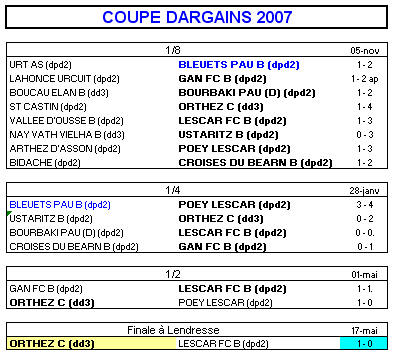 COUPE DARGAINS 2007
1/8 05-nov
URT AS (dpd2) BLEUETS PAU B (dpd2) 1 - 2
LAHONCE URCUIT (dpd2) GAN FC B (dpd2) 1 - 2 ap
BOUCAU ELAN B (dd3) BOURBAKI PAU (D) (dpd2) 1 - 2
ST CASTIN (dpd2) ORTHEZ C (dd3) 1 - 4
VALLEE D'OUSSE B (dpd2) LESCAR FC B (dpd2) 1 - 3
NAY VATH VIELHA B (dd3) USTARITZ B (dpd2) 0 - 3
ARTHEZ D'ASSON (dpd2) POEY LESCAR (dpd2) 1 - 3
BIDACHE (dpd2) CROISES DU BEARN B (dpd2) 1 - 2
1/4 28-janv
BLEUETS PAU B (dpd2) POEY LESCAR (dpd2) 3 - 4
USTARITZ B (dpd2) ORTHEZ C (dd3) 0 - 2
BOURBAKI PAU (D) (dpd2) LESCAR FC B (dpd2) 0 - 0.
CROISES DU BEARN B (dpd2) GAN FC B (dpd2) 0 - 1
1/2 01-mai
GAN FC B (dpd2) LESCAR FC B (dpd2) 1 - 1.
ORTHEZ C (dd3) POEY LESCAR (dpd2) 1 - 0
Finale à Lendresse 17-mai
ORTHEZ C (dd3) LESCAR FC B (dpd2) 1 - 0